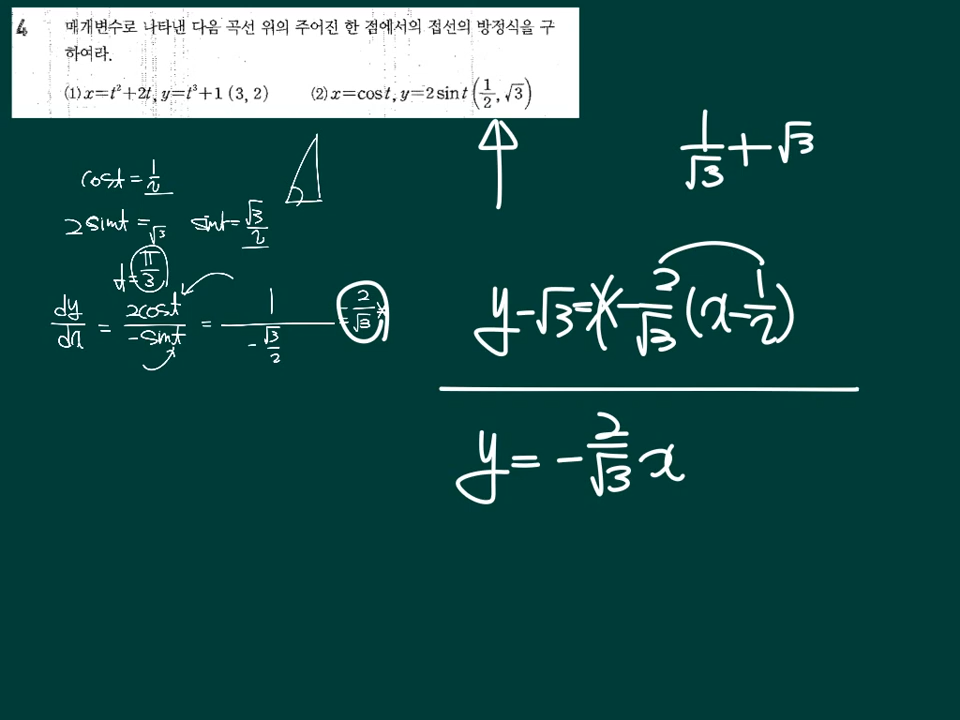 4 매개변수로 나타낸 다음 곡선 위의 주어진 한 점에서의 접선의 방정식을 구
하여라.
(1) x=t²+2t, y=t³+1 (3, 2) (2) x=cost, y=2sint (1/2, √3)
cost = 1/2
2sint = √3 sint = √3/2
t = π/3
dy/dx = 2cost/-sint = 1/(-√3/2) = -2/√3
1/√3 + √3
y - √3 = -2/√3 (x - 1/2)
y = -2/√3 x